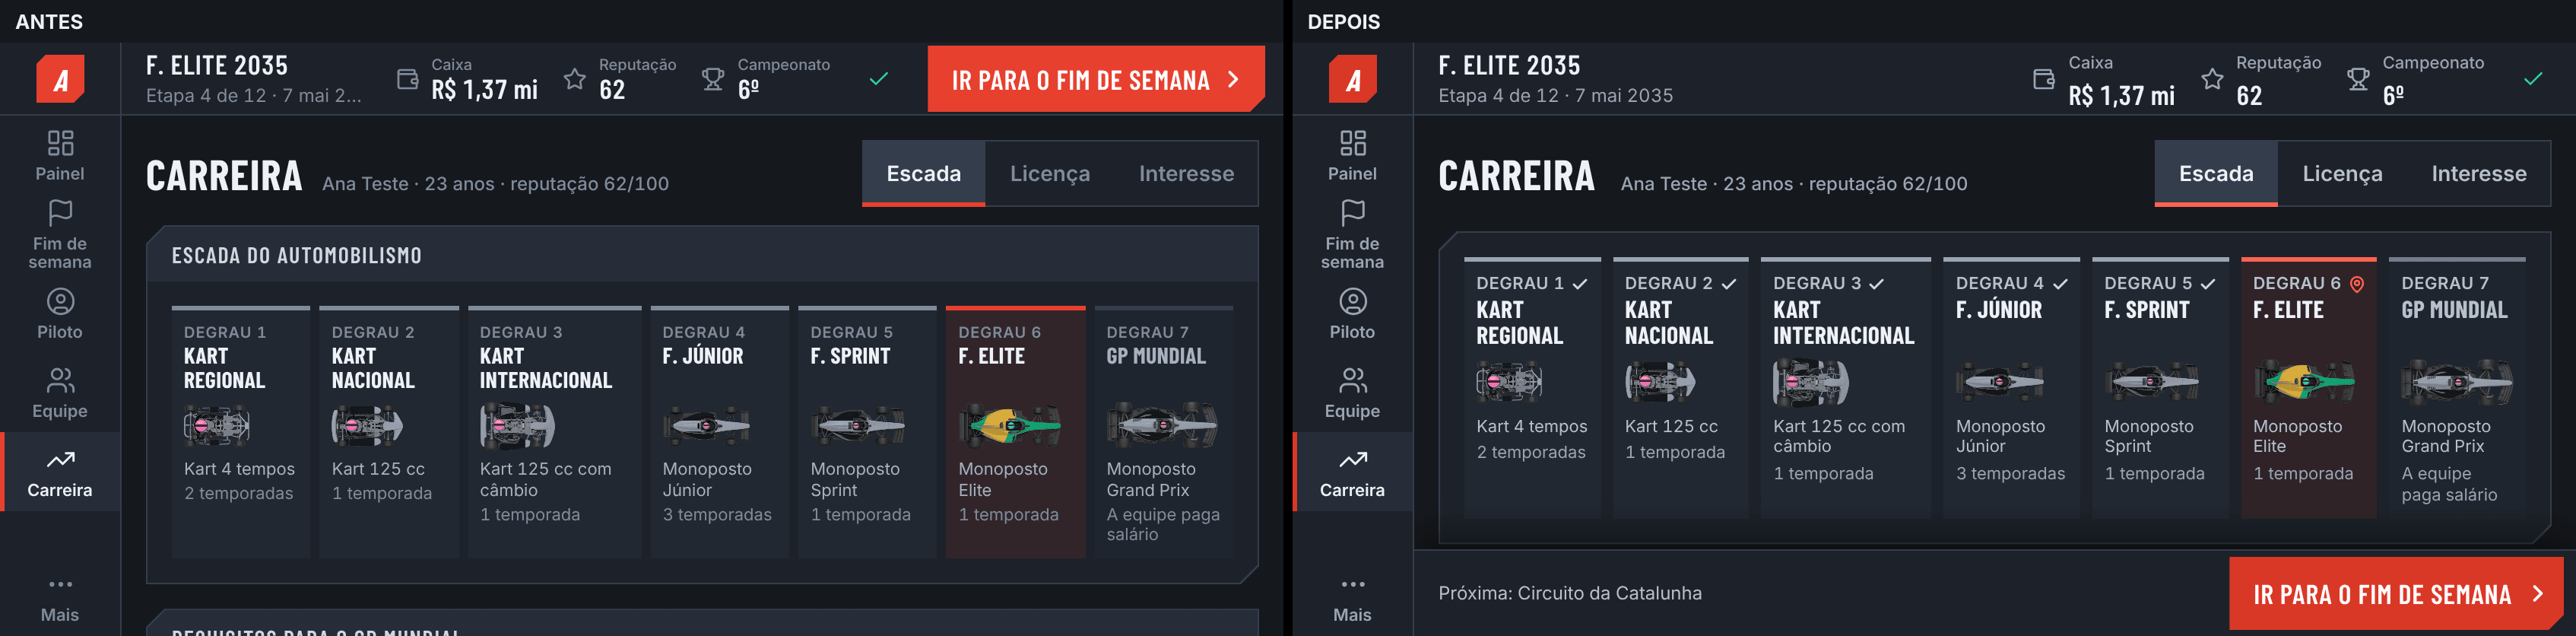 ANTES
A
F. ELITE 2035
Etapa 4 de 12 · 7 mai 2...
Caixa
R$ 1,37 mi
Reputação
62
Campeonato
6º
IR PARA O FIM DE SEMANA
Painel
Fim de
semana
Piloto
Equipe
Carreira
Mais
CARREIRA
Ana Teste · 23 anos · reputação 62/100
Escada
Licença
Interesse
ESCADA DO AUTOMOBILISMO
DEGRAU 1
KART
REGIONAL
Kart 4 tempos
2 temporadas
DEGRAU 2
KART
NACIONAL
Kart 125 cc
1 temporada
DEGRAU 3
KART
INTERNACIONAL
Kart 125 cc com
câmbio
1 temporada
DEGRAU 4
F. JÚNIOR
Monoposto
Júnior
3 temporadas
DEGRAU 5
F. SPRINT
Monoposto
Sprint
1 temporada
DEGRAU 6
F. ELITE
Monoposto
Elite
1 temporada
DEGRAU 7
GP MUNDIAL
Monoposto
Grand Prix
A equipe paga
salário
REQUISITOS PARA O GP MUNDIAL
DEPOIS
A
F. ELITE 2035
Etapa 4 de 12 · 7 mai 2035
Caixa
R$ 1,37 mi
Reputação
62
Campeonato
6º
Painel
Fim de
semana
Piloto
Equipe
Carreira
Mais
CARREIRA
Ana Teste · 23 anos · reputação 62/100
Escada
Licença
Interesse
DEGRAU 1
KART
REGIONAL
Kart 4 tempos
2 temporadas
DEGRAU 2
KART
NACIONAL
Kart 125 cc
1 temporada
DEGRAU 3
KART
INTERNACIONAL
Kart 125 cc com
câmbio
1 temporada
DEGRAU 4
F. JÚNIOR
Monoposto
Júnior
3 temporadas
DEGRAU 5
F. SPRINT
Monoposto
Sprint
1 temporada
DEGRAU 6
F. ELITE
Monoposto
Elite
1 temporada
DEGRAU 7
GP MUNDIAL
Monoposto
Grand Prix
A equipe
paga salário
Próxima: Circuito da Catalunha
IR PARA O FIM DE SEMANA